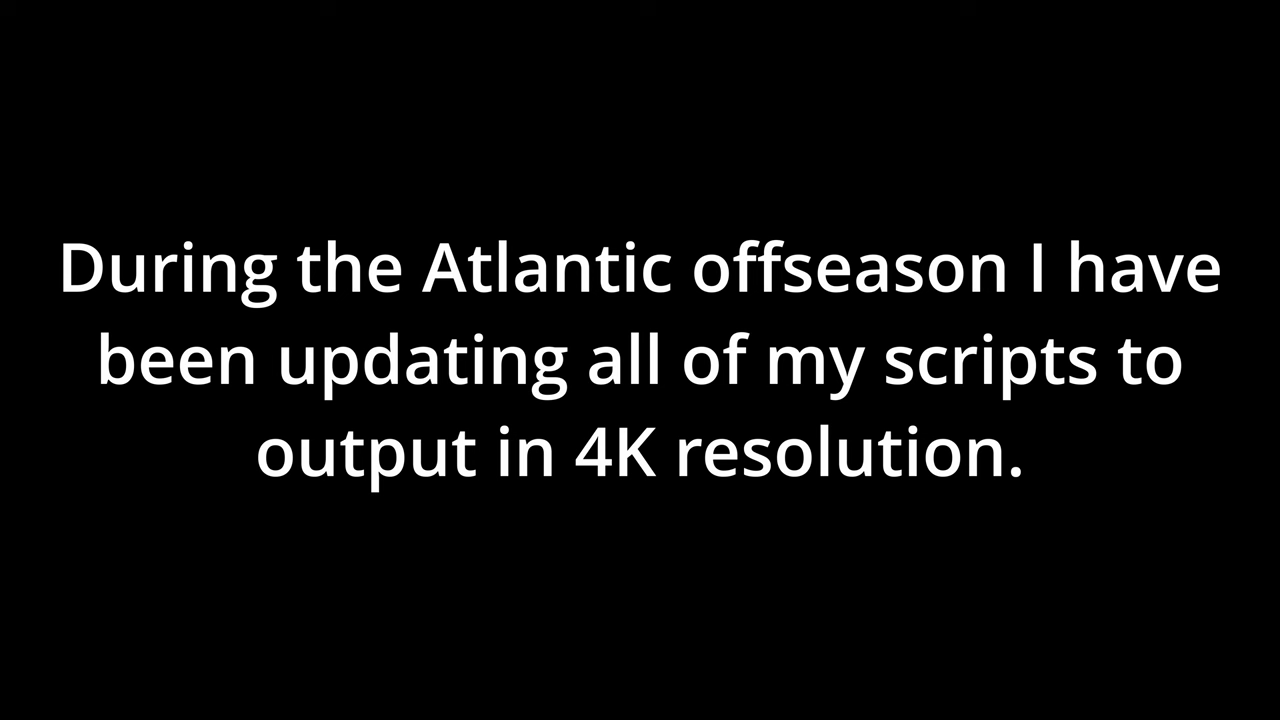 During the Atlantic offseason I have
been updating all of my scripts to
output in 4K resolution.